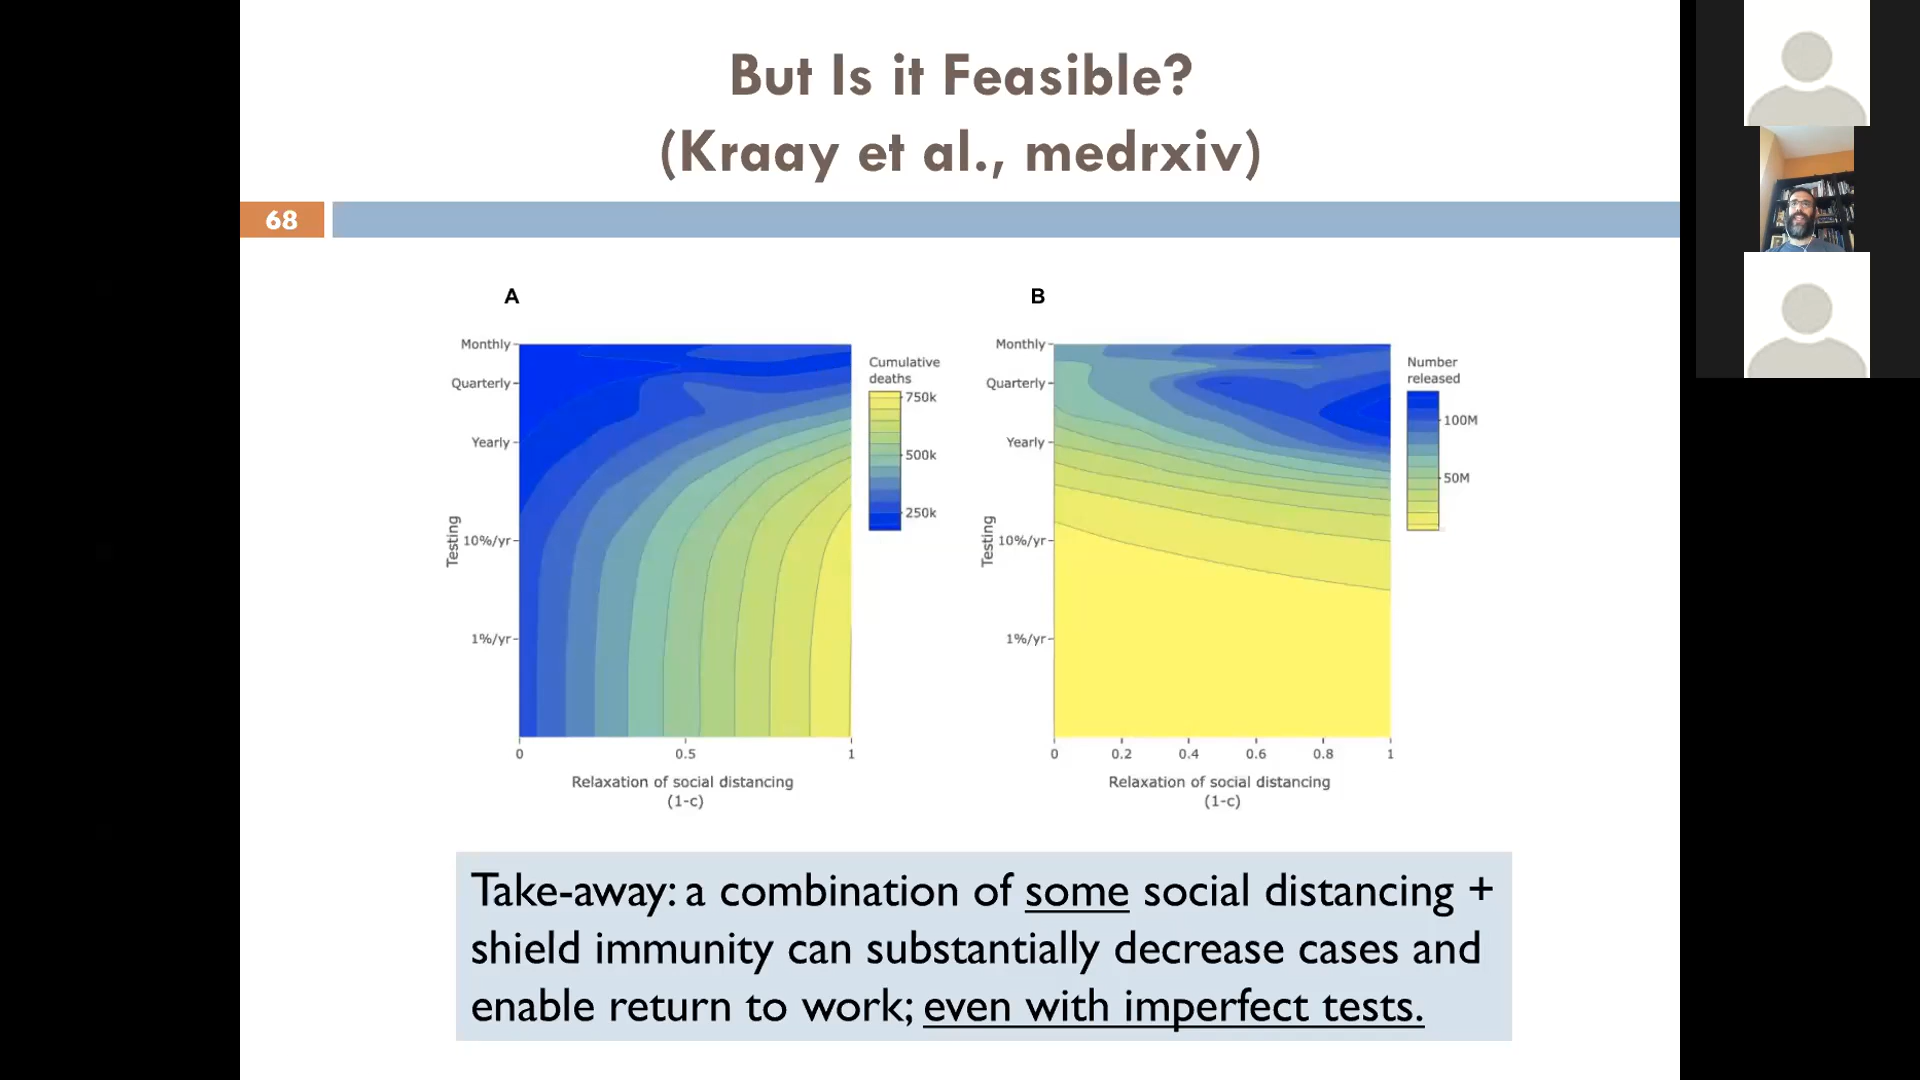 But Is it Feasible?
(Kraay et al., medrxiv)
68
A
Monthly
Quarterly
Yearly
10%/yr
1%/yr
Testing
0
0.5
1
Relaxation of social distancing
(1-c)
Cumulative
deaths
750k
500k
250k
B
Monthly
Quarterly
Yearly
10%/yr
1%/yr
Testing
0
0.2
0.4
0.6
0.8
1
Relaxation of social distancing
(1-c)
Number
released
100M
50M
Take-away: a combination of some social distancing +
shield immunity can substantially decrease cases and
enable return to work; even with imperfect tests.